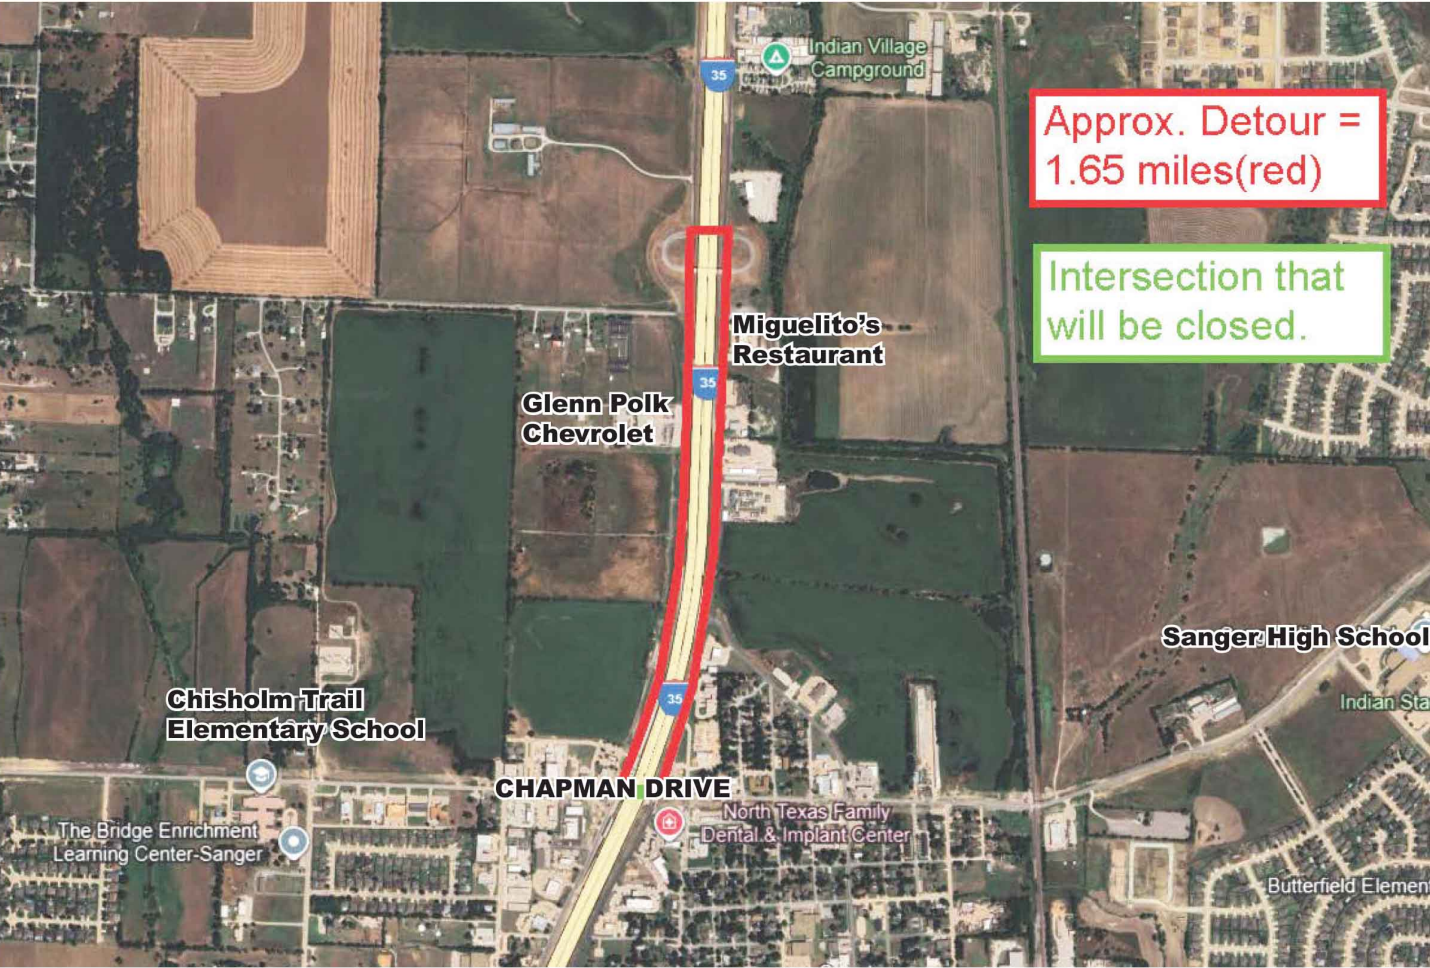 Indian Village
Campground
35
Approx. Detour =
1.65 miles(red)
Intersection that
will be closed.
Miguelito's
Restaurant
35
Glenn Polk
Chevrolet
Sanger High School
Indian Sta
35
Chisholm Trail
Elementary School
CHAPMAN DRIVE
North Texas Family
Dental & Implant Center
The Bridge Enrichment
Learning Center-Sanger
Butterfield Element